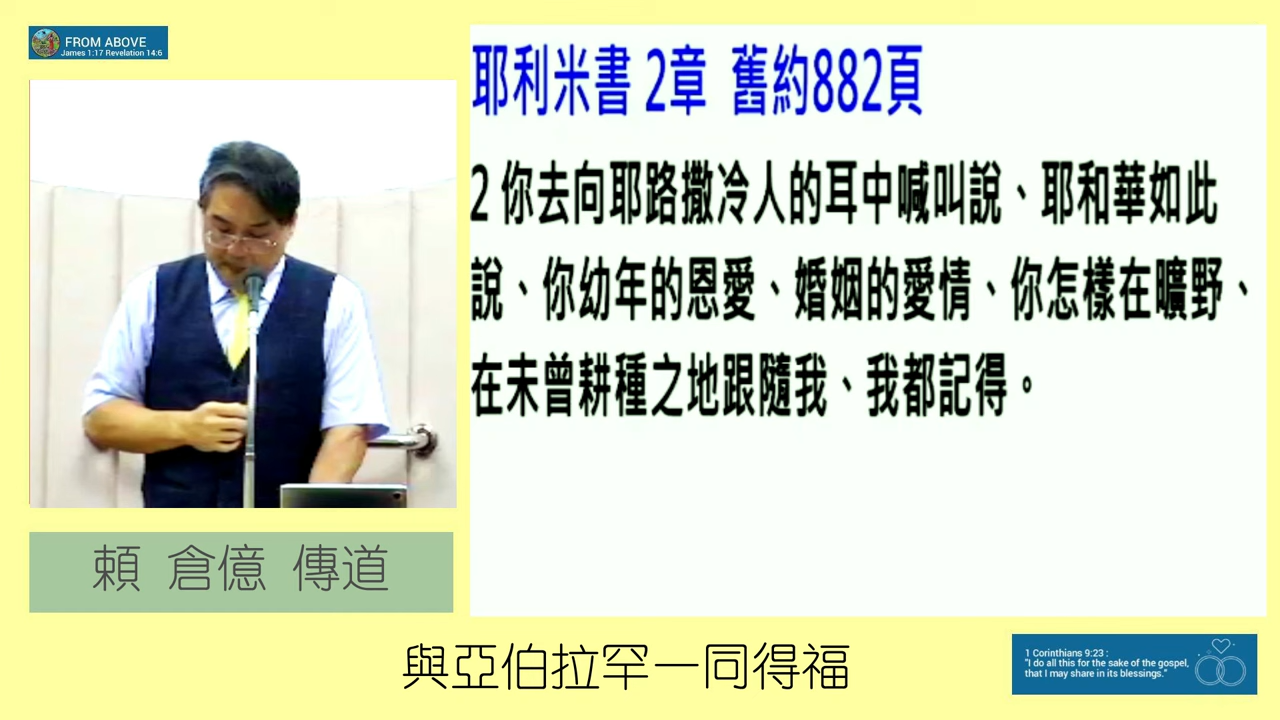 FROM ABOVE
James 1:17 Revelation 14:6
耶利米書 2章 舊約882頁
2 你去向耶路撒冷人的耳中喊叫說、耶和華如此
說、你幼年的恩愛、婚姻的愛情、你怎樣在曠野、
在未曾耕種之地跟隨我、我都記得。
賴 倉億 傳道
與亞伯拉罕一同得福
1 Corinthians 9:23 :
"I do all this for the sake of the gospel,
that I may share in its blessings."